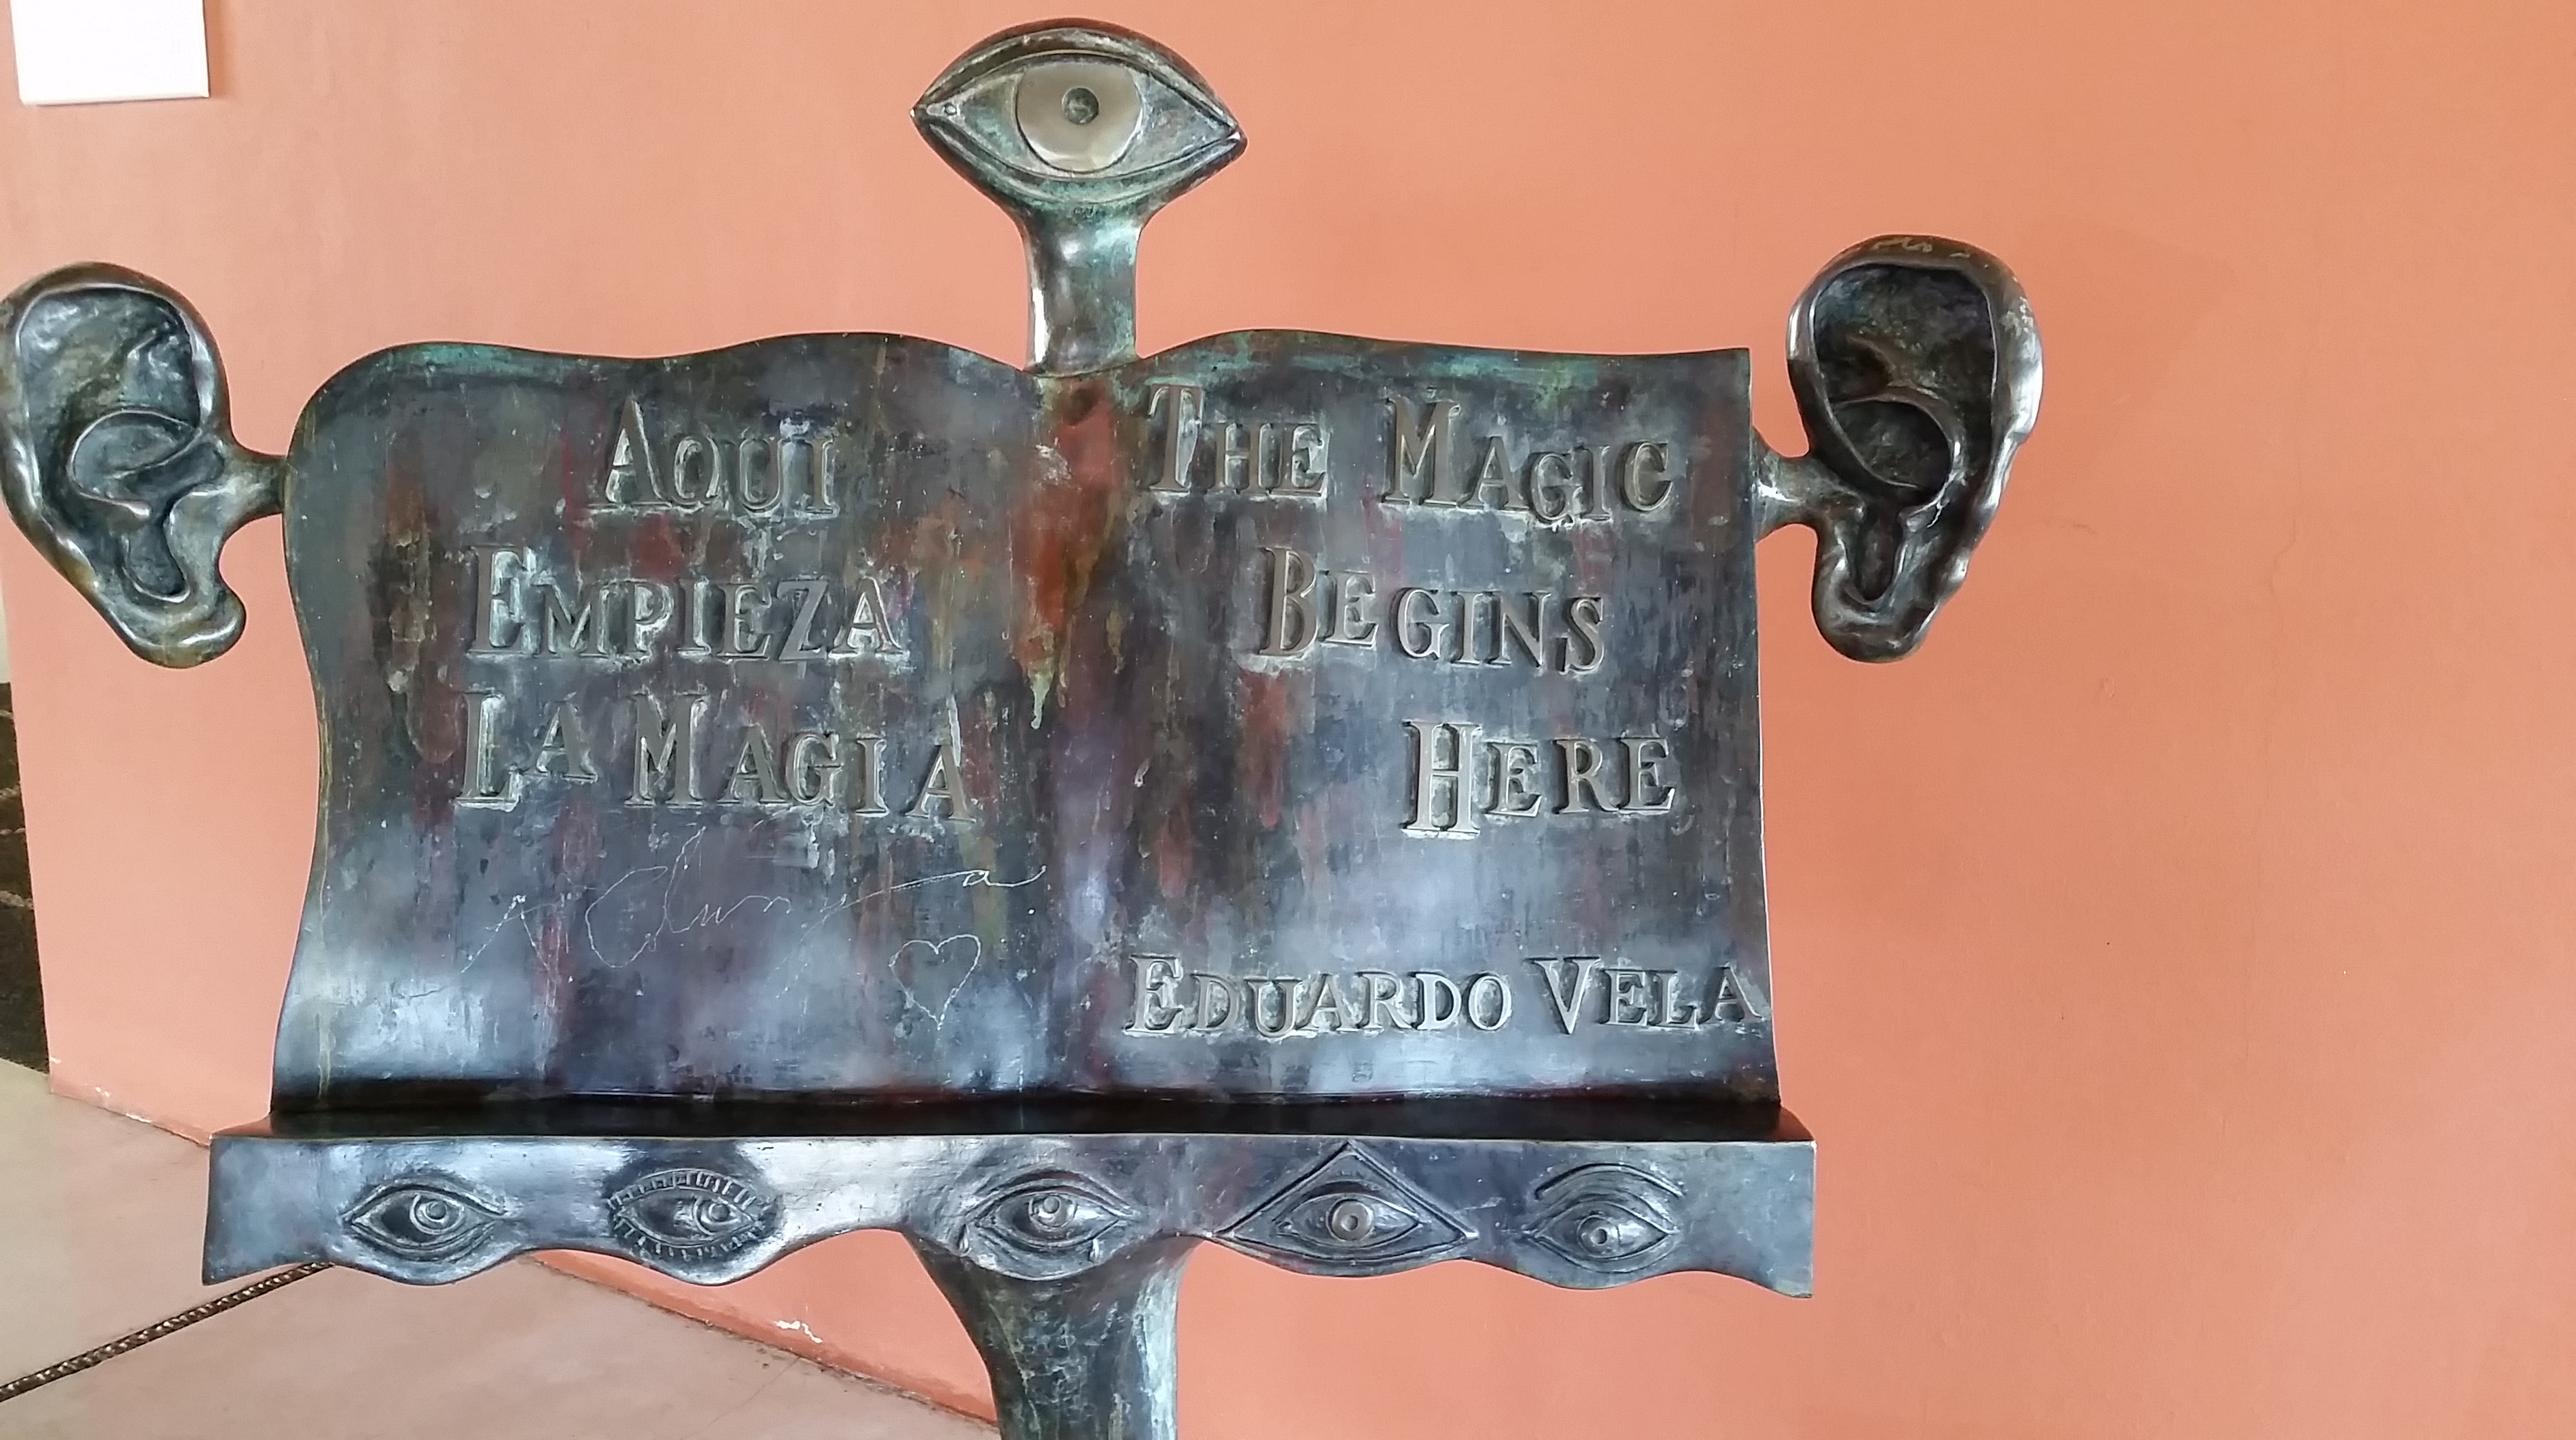 AQUI
EMPIEZA
LA MAGIA
THE MAGIC
BEGINS
HERE
EDUARDO VELA